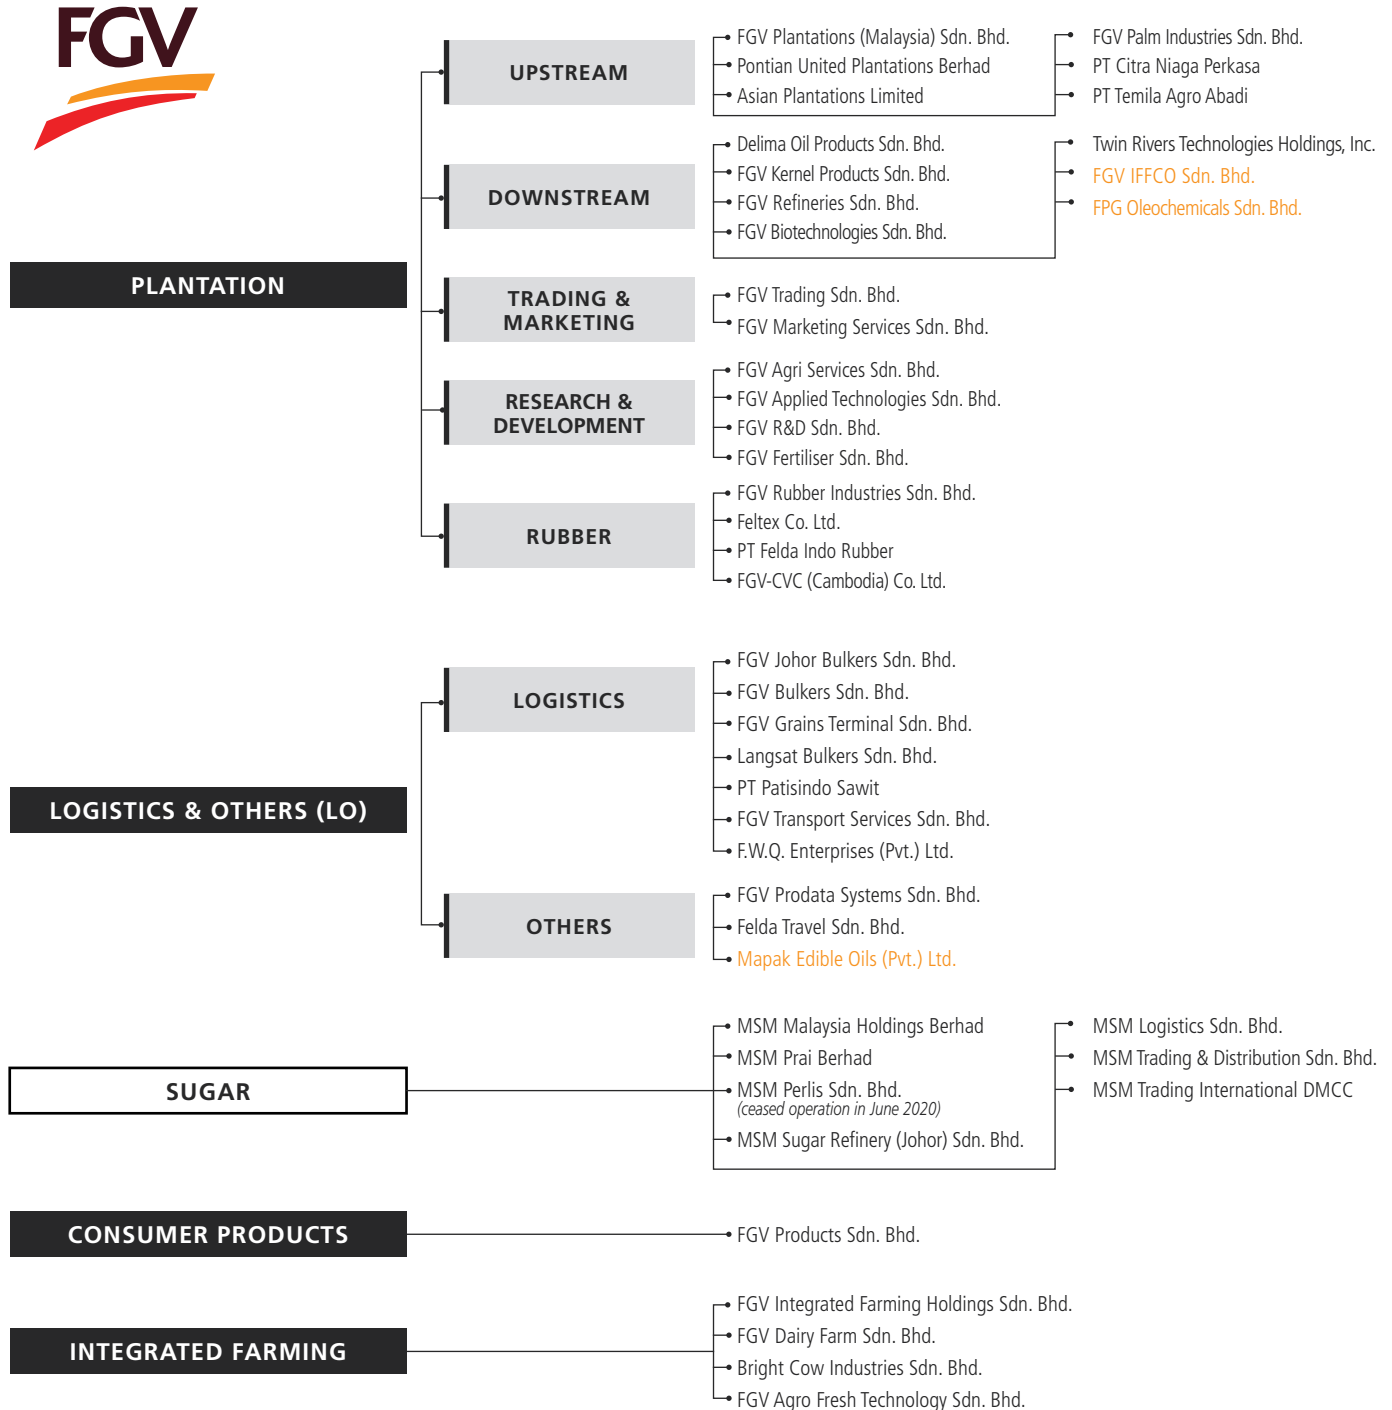 FGV
PLANTATION
UPSTREAM
FGV Plantations (Malaysia) Sdn. Bhd.
Pontian United Plantations Berhad
Asian Plantations Limited
FGV Palm Industries Sdn. Bhd.
PT Citra Niaga Perkasa
PT Temila Agro Abadi
DOWNSTREAM
Delima Oil Products Sdn. Bhd.
FGV Kernel Products Sdn. Bhd.
FGV Refineries Sdn. Bhd.
FGV Biotechnologies Sdn. Bhd.
Twin Rivers Technologies Holdings, Inc.
FGV IFFCO Sdn. Bhd.
FPG Oleochemicals Sdn. Bhd.
TRADING &
MARKETING
FGV Trading Sdn. Bhd.
FGV Marketing Services Sdn. Bhd.
RESEARCH &
DEVELOPMENT
FGV Agri Services Sdn. Bhd.
FGV Applied Technologies Sdn. Bhd.
FGV R&D Sdn. Bhd.
FGV Fertiliser Sdn. Bhd.
RUBBER
FGV Rubber Industries Sdn. Bhd.
Feltex Co. Ltd.
PT Felda Indo Rubber
FGV-CVC (Cambodia) Co. Ltd.
LOGISTICS & OTHERS (LO)
LOGISTICS
FGV Johor Bulkers Sdn. Bhd.
FGV Bulkers Sdn. Bhd.
FGV Grains Terminal Sdn. Bhd.
Langsat Bulkers Sdn. Bhd.
PT Patisindo Sawit
FGV Transport Services Sdn. Bhd.
F.W.Q. Enterprises (Pvt.) Ltd.
OTHERS
FGV Prodata Systems Sdn. Bhd.
Felda Travel Sdn. Bhd.
Mapak Edible Oils (Pvt.) Ltd.
SUGAR
MSM Malaysia Holdings Berhad
MSM Prai Berhad
MSM Perlis Sdn. Bhd.
(ceased operation in June 2020)
MSM Sugar Refinery (Johor) Sdn. Bhd.
MSM Logistics Sdn. Bhd.
MSM Trading & Distribution Sdn. Bhd.
MSM Trading International DMCC
CONSUMER PRODUCTS
FGV Products Sdn. Bhd.
INTEGRATED FARMING
FGV Integrated Farming Holdings Sdn. Bhd.
FGV Dairy Farm Sdn. Bhd.
Bright Cow Industries Sdn. Bhd.
FGV Agro Fresh Technology Sdn. Bhd.